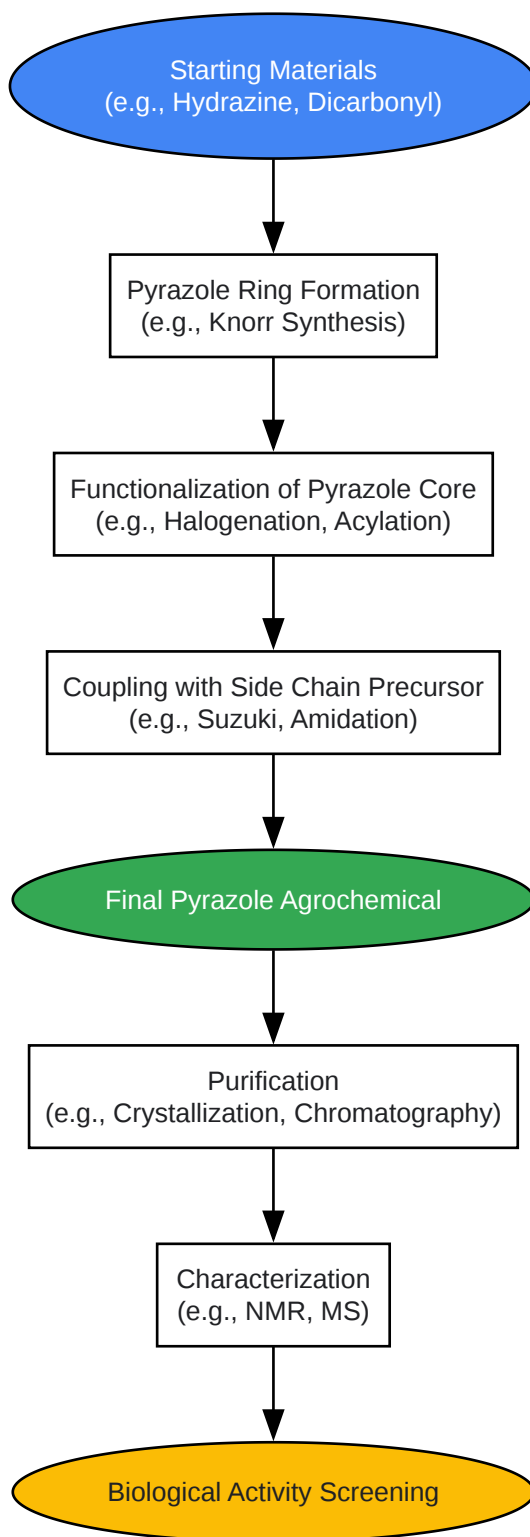 Starting Materials
(e.g., Hydrazine, Dicarbonyl)
Pyrazole Ring Formation
(e.g., Knorr Synthesis)
Functionalization of Pyrazole Core
(e.g., Halogenation, Acylation)
Coupling with Side Chain Precursor
(e.g., Suzuki, Amidation)
Final Pyrazole Agrochemical
Purification
(e.g., Crystallization, Chromatography)
Characterization
(e.g., NMR, MS)
Biological Activity Screening